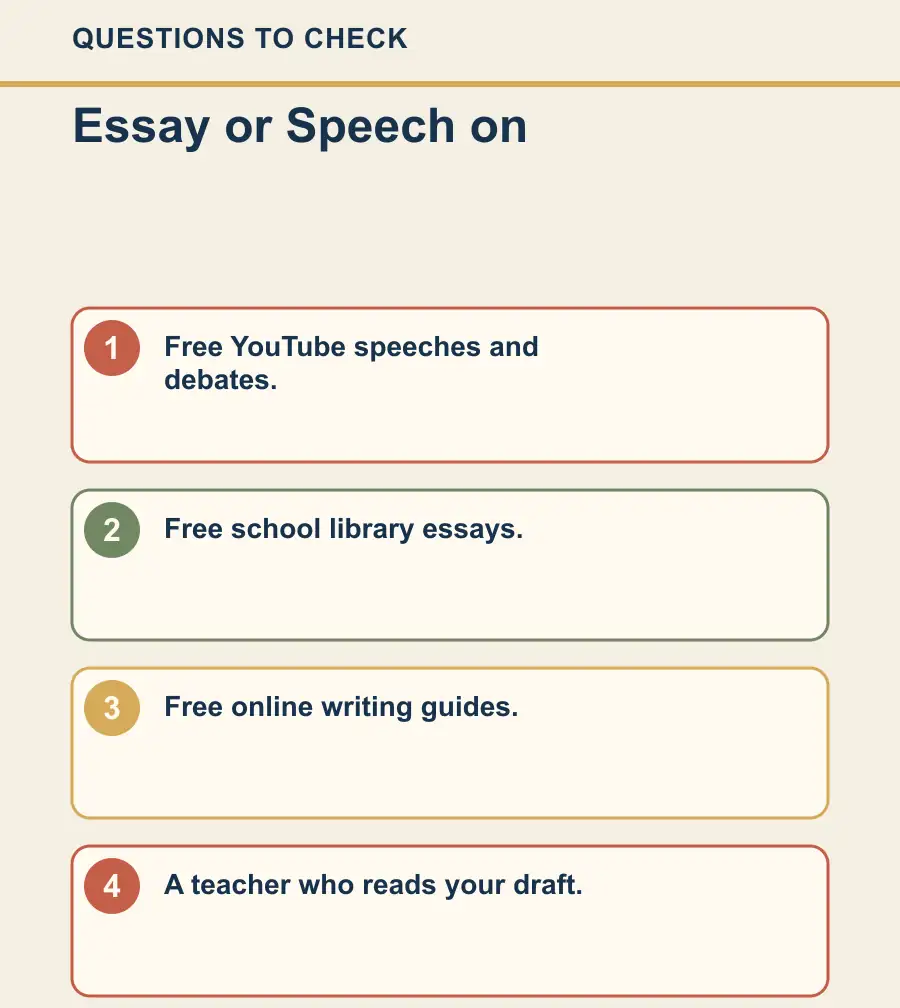 QUESTIONS TO CHECK
Essay or Speech on
1
Free YouTube speeches and
debates.
2
Free school library essays.
3
Free online writing guides.
4
A teacher who reads your draft.